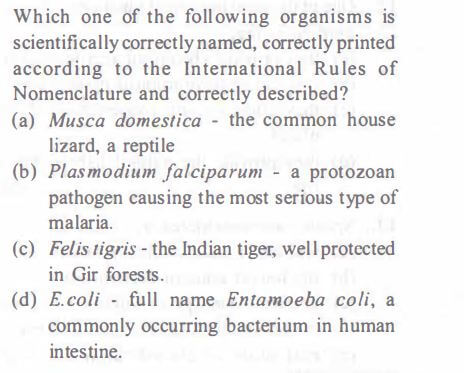 Which one of the following organisms is
scientifically correctly named, correctly printed
according to the International Rules of
Nomenclature and correctly described?
(a) Musca domestica - the common house
lizard, a reptile
(b) Plasmodium falciparum - a protozoan
pathogen causing the most serious type of
malaria.
(c) Felis tigris - the Indian tiger, well protected
in Gir forests.
(d) E.coli - full name Entamoeba coli, a
commonly occurring bacterium in human
intestine.